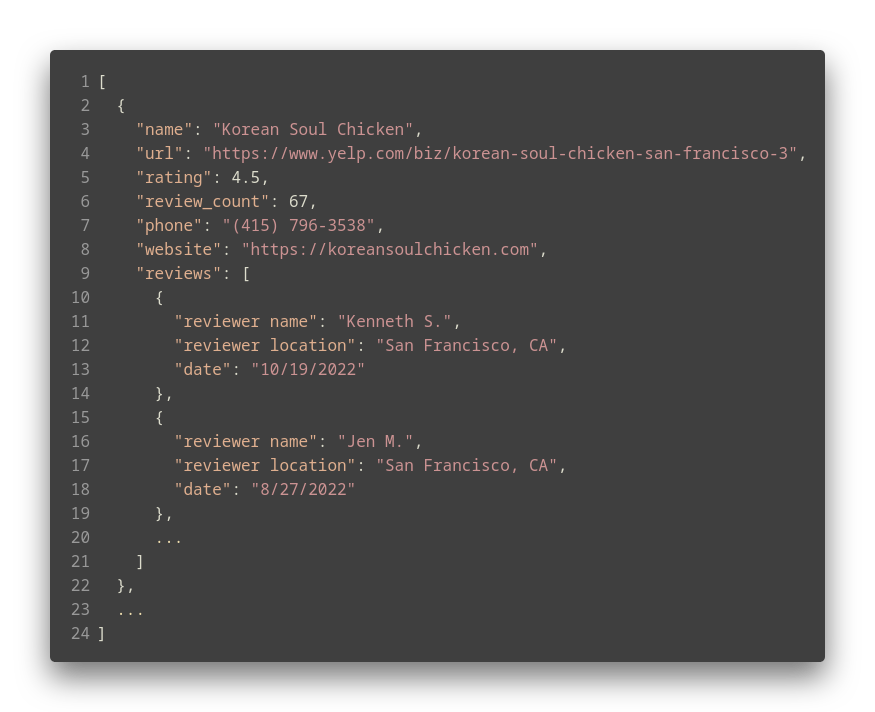 1 [
2   {
3     "name": "Korean Soul Chicken",
4     "url": "https://www.yelp.com/biz/korean-soul-chicken-san-francisco-3",
5     "rating": 4.5,
6     "review_count": 67,
7     "phone": "(415) 796-3538",
8     "website": "https://koreansoulchicken.com",
9     "reviews": [
10       {
11         "reviewer name": "Kenneth S.",
12         "reviewer location": "San Francisco, CA",
13         "date": "10/19/2022"
14       },
15       {
16         "reviewer name": "Jen M.",
17         "reviewer location": "San Francisco, CA",
18         "date": "8/27/2022"
19       },
20       ...
21     ]
22   },
23   ...
24 ]